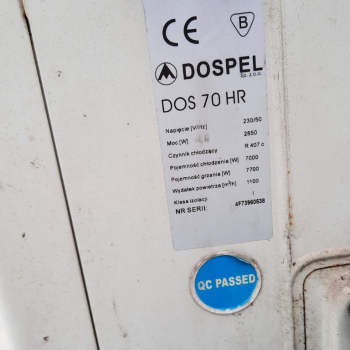 CE B
DOSPEL
sp. z.o.o.
DOS 70 HR
Napięcie [V/Hz] 230/50
Moc [W] 2850
Czynnik chłodzący R 407 c
Pojemność chłodzenia [W] 7000
Pojemność grzania [W] 7700
Wydatek powietrza [m³/h] 1100
Klasa izolacji I
NR SERII: AF73960638
QC PASSED